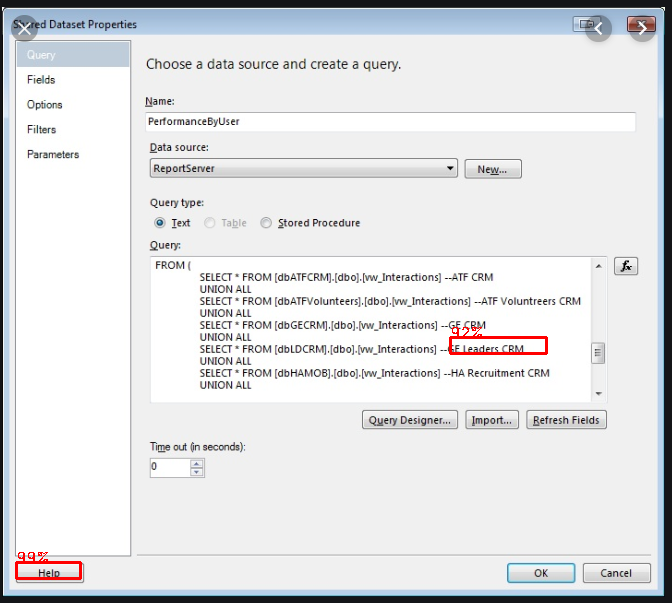 Shared Dataset Properties
Query
Fields
Options
Filters
Parameters
Choose a data source and create a query.
Name:
PerformanceByUser
Data source:
ReportServer
New...
Query type:
Text
Table
Stored Procedure
Query:
FROM (
SELECT * FROM [dbATFCRM].[dbo].[vw_Interactions] --ATF CRM
UNION ALL
SELECT * FROM [dbATFVolunteers].[dbo].[vw_Interactions] --ATF Voluntreers CRM
UNION ALL
SELECT * FROM [dbGECRM].[dbo].[vw_Interactions] --GE CRM
92%
UNION ALL
SELECT * FROM [dbLDCRM].[dbo].[vw_Interactions] --GE Leaders CRM
UNION ALL
SELECT * FROM [dbHAMOB].[dbo].[vw_Interactions] --HA Recruitment CRM
UNION ALL
fx
Query Designer...
Import...
Refresh Fields
Time out (in seconds):
0
99%
Help
OK
Cancel